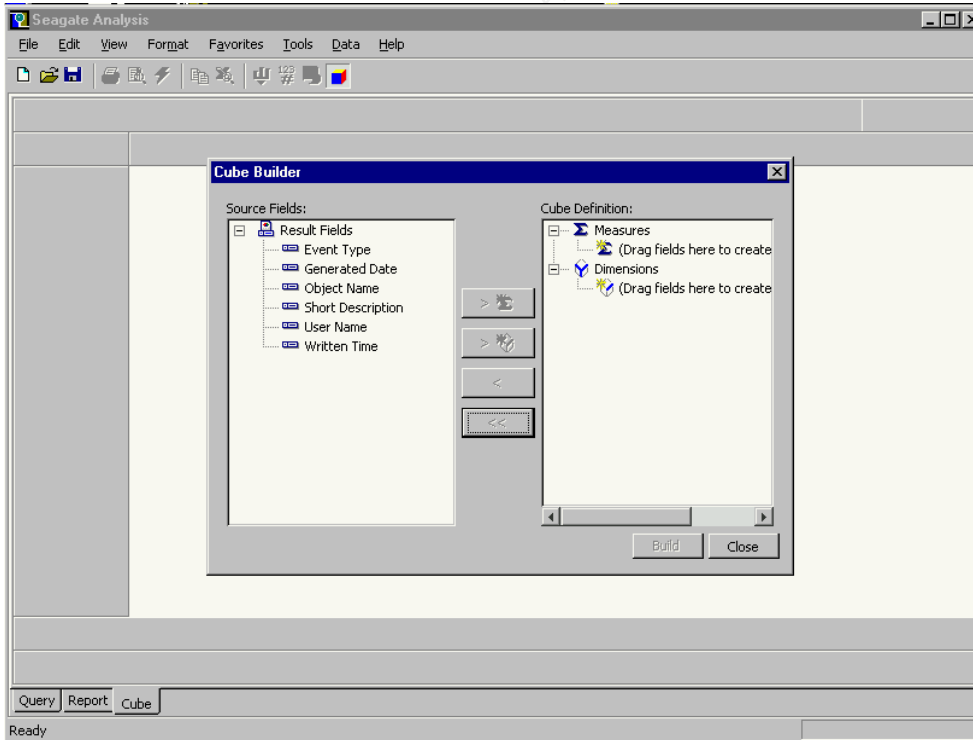 Seagate Analysis
File Edit View Format Favorites Tools Data Help
123
#
Cube Builder
Source Fields:
Result Fields
Event Type
Generated Date
Object Name
Short Description
User Name
Written Time
>
>
<
<<
Cube Definition:
Measures
(Drag fields here to create
Dimensions
(Drag fields here to create
Build Close
Query Report Cube
Ready